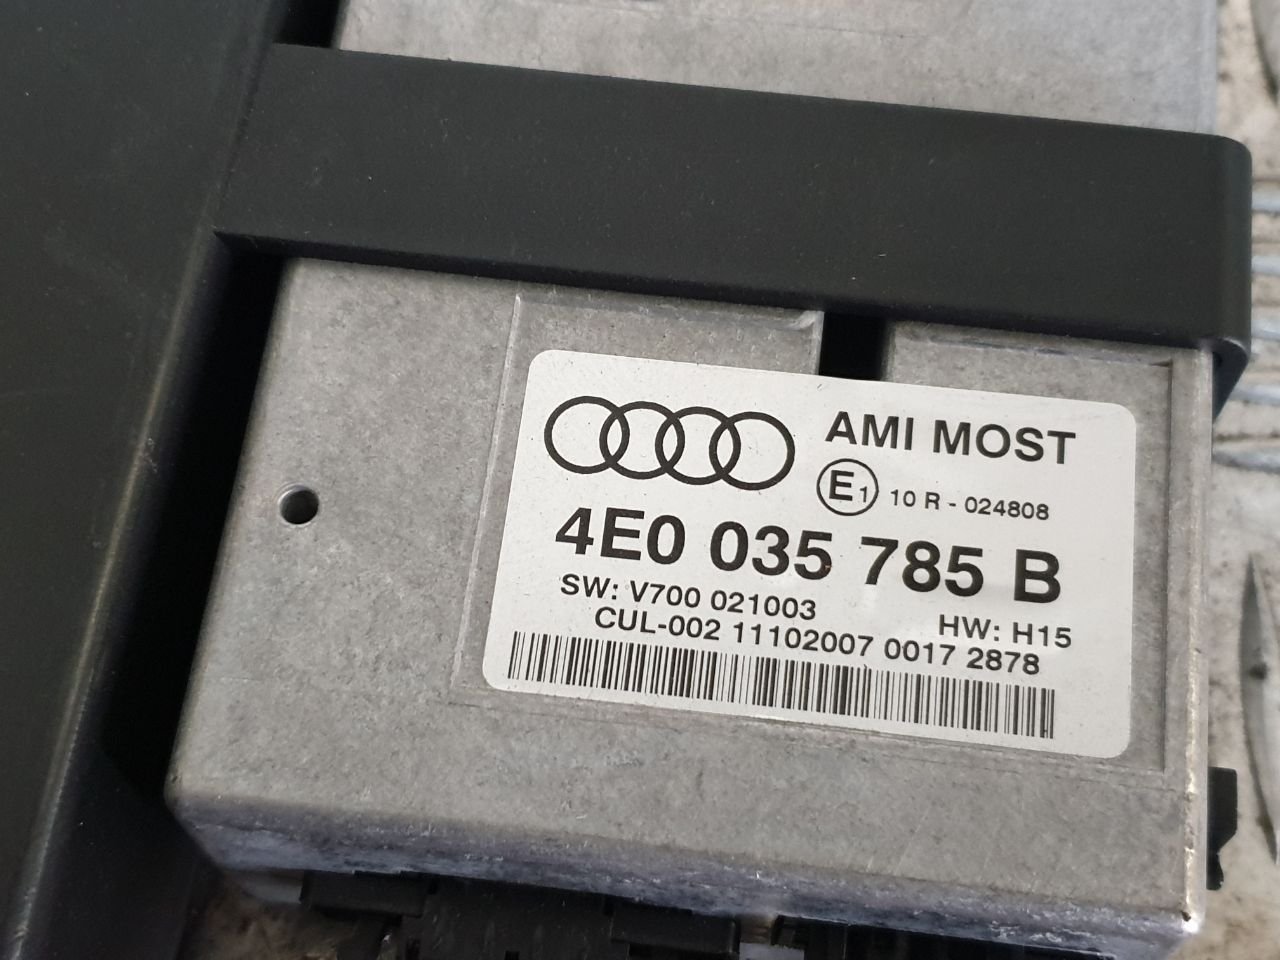 AMI MOST
E1 10 R - 024808
4E0 035 785 B
SW: V700 021003
HW: H15
CUL-002 11102007 0017 2878